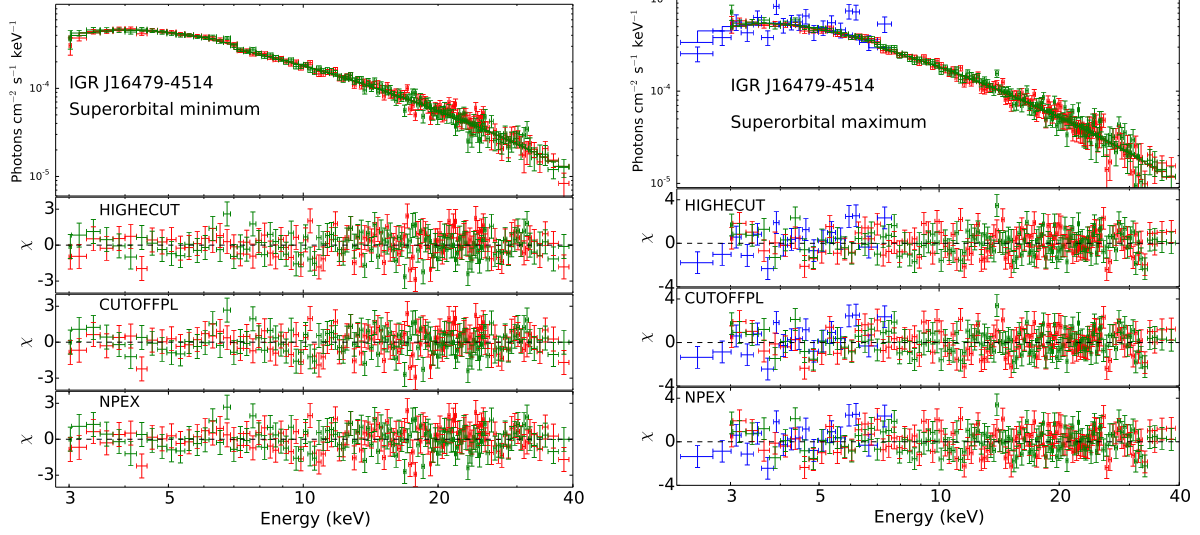 Photons cm⁻² s⁻¹ keV⁻¹
10⁻⁴
10⁻⁵
IGR J16479-4514
Superorbital minimum
χ
3
0
-3
HIGHECUT
χ
3
0
-3
CUTOFFPL
χ
3
0
-3
NPEX
3
5
10
20
40
Energy (keV)
Photons cm⁻² s⁻¹ keV⁻¹
10⁻⁴
10⁻⁵
IGR J16479-4514
Superorbital maximum
χ
4
0
-4
HIGHECUT
χ
4
0
-4
CUTOFFPL
χ
4
0
-4
NPEX
3
5
10
20
40
Energy (keV)